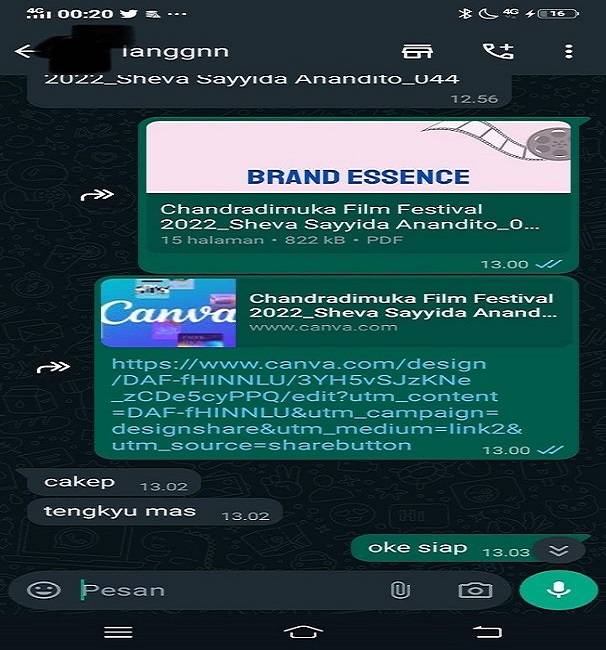 4G 00:20
4G 16
langgnn
2022_Sheva Sayyida Anandito_044
12.56
BRAND ESSENCE
Chandradimuka Film Festival
2022_Sheva Sayyida Anandito_0...
15 halaman • 822 kB • PDF
13.00
Canva
Chandradimuka Film Festival
2022_Sheva Sayyida Anand...
www.canva.com
https://www.canva.com/design
/DAF-fHINNLU/3YH5vSJzKNe
_zCDe5cyPPQ/edit?utm_content
=DAF-fHINNLU&utm_campaign=
designshare&utm_medium=link2&
utm_source=sharebutton
13.00
cakep 13.02
tengkyu mas 13.02
oke siap 13.03
Pesan